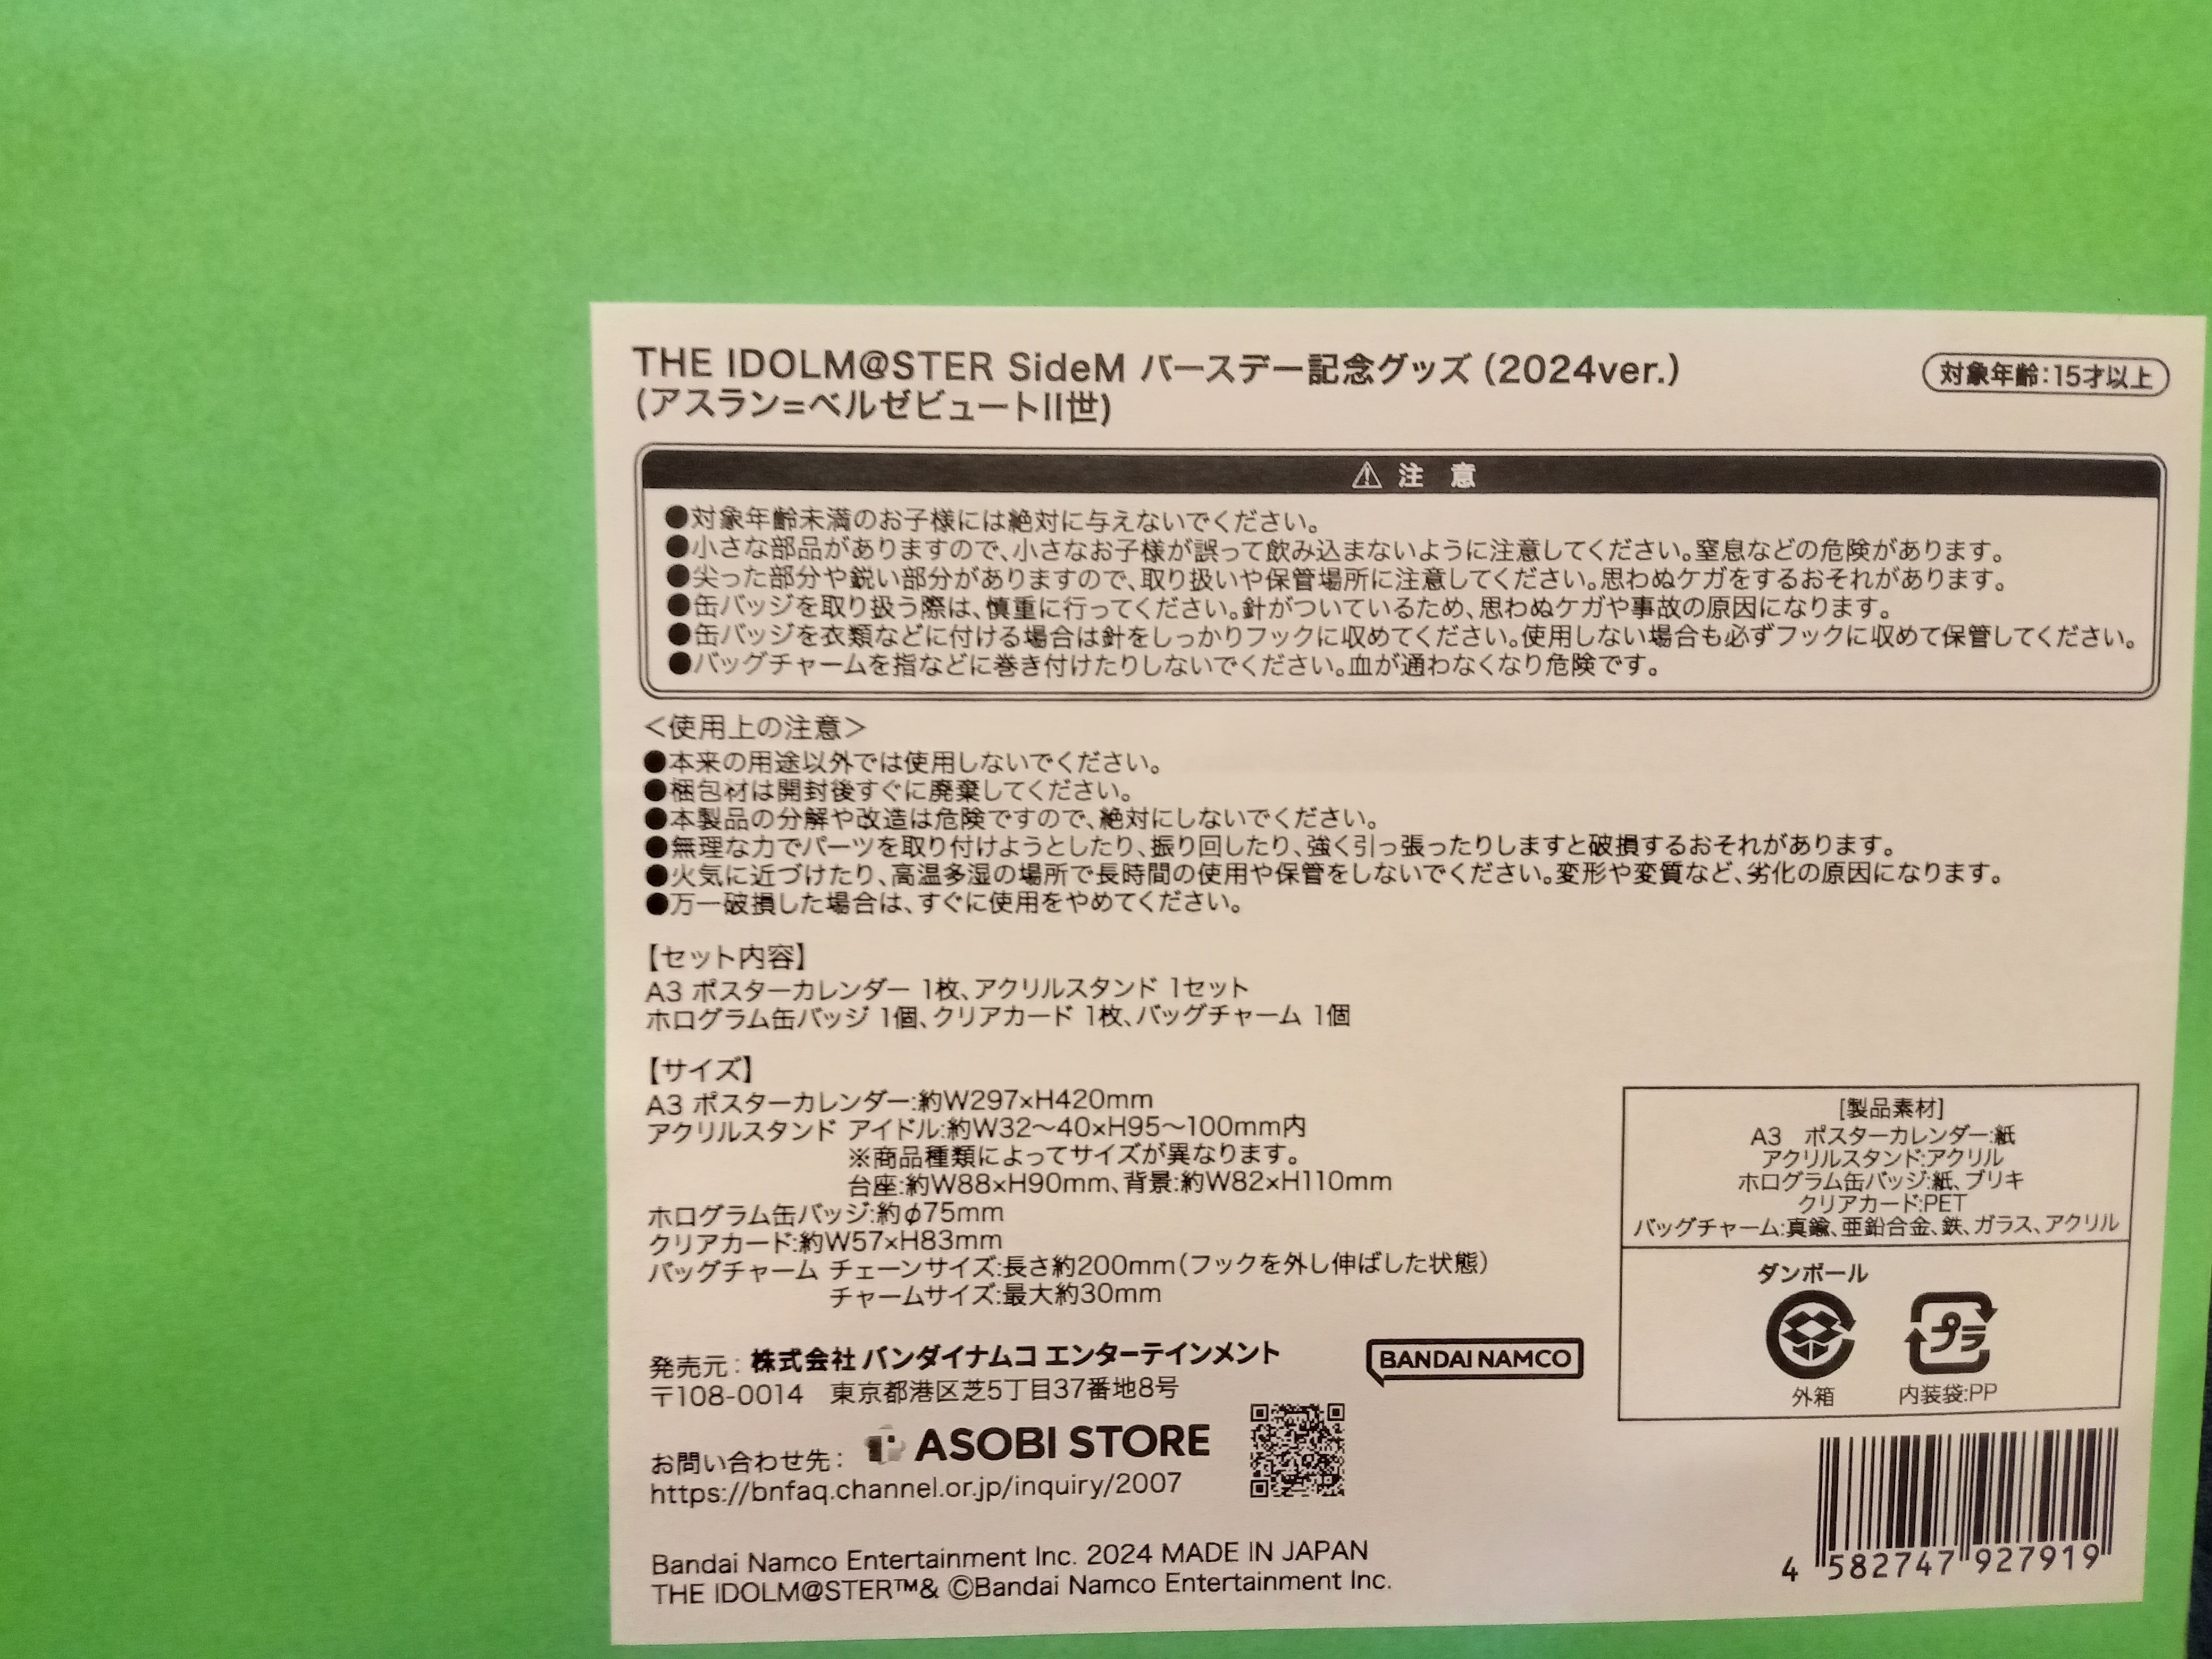 THE IDOLM@STER SideM バースデー記念グッズ (2024ver.)
(アスラン=ベルゼビュートII世)
対象年齢:15才以上
⚠ 注 意
●対象年齢未満のお子様には絶対に与えないでください。
●小さな部品がありますので、小さなお子様が誤って飲み込まないように注意してください。窒息などの危険があります。
●尖った部分や鋭い部分がありますので、取り扱いや保管場所に注意してください。思わぬケガをするおそれがあります。
●缶バッジを取り扱う際は、慎重に行ってください。針がついているため、思わぬケガや事故の原因になります。
●缶バッジを衣類などに付ける場合は針をしっかりフックに収めてください。使用しない場合も必ずフックに収めて保管してください。
●バッグチャームを指などに巻き付けたりしないでください。血が通わなくなり危険です。
＜使用上の注意＞
●本来の用途以外では使用しないでください。
●梱包材は開封後すぐに廃棄してください。
●本製品の分解や改造は危険ですので、絶対にしないでください。
●無理な力でパーツを取り付けようとしたり、振り回したり、強く引っ張ったりしますと破損するおそれがあります。
●火気に近づけたり、高温多湿の場所で長時間の使用や保管をしないでください。変形や変質など、劣化の原因になります。
●万一破損した場合は、すぐに使用をやめてください。
【セット内容】
A3 ポスターカレンダー 1枚、アクリルスタンド 1セット
ホログラム缶バッジ 1個、クリアカード 1枚、バッグチャーム 1個
【サイズ】
A3 ポスターカレンダー:約W297×H420mm
アクリルスタンド アイドル:約W32〜40×H95〜100mm内
※商品種類によってサイズが異なります。
台座:約W88×H90mm、背景:約W82×H110mm
ホログラム缶バッジ:約φ75mm
クリアカード:約W57×H83mm
バッグチャーム チェーンサイズ:長さ約200mm(フックを外し伸ばした状態)
チャームサイズ:最大約30mm
[製品素材]
A3 ポスターカレンダー:紙
アクリルスタンド:アクリル
ホログラム缶バッジ:紙、ブリキ
クリアカード:PET
バッグチャーム:真鍮、亜鉛合金、鉄、ガラス、アクリル
ダンボール
プラ
外箱 内装袋:PP
発売元: 株式会社 バンダイナムコ エンターテインメント
BANDAI NAMCO
〒108-0014 東京都港区芝5丁目37番地8号
お問い合わせ先: ASOBI STORE
https://bnfaq.channel.or.jp/inquiry/2007
Bandai Namco Entertainment Inc. 2024 MADE IN JAPAN
THE IDOLM@STER™& ©Bandai Namco Entertainment Inc.
4 582747 927919